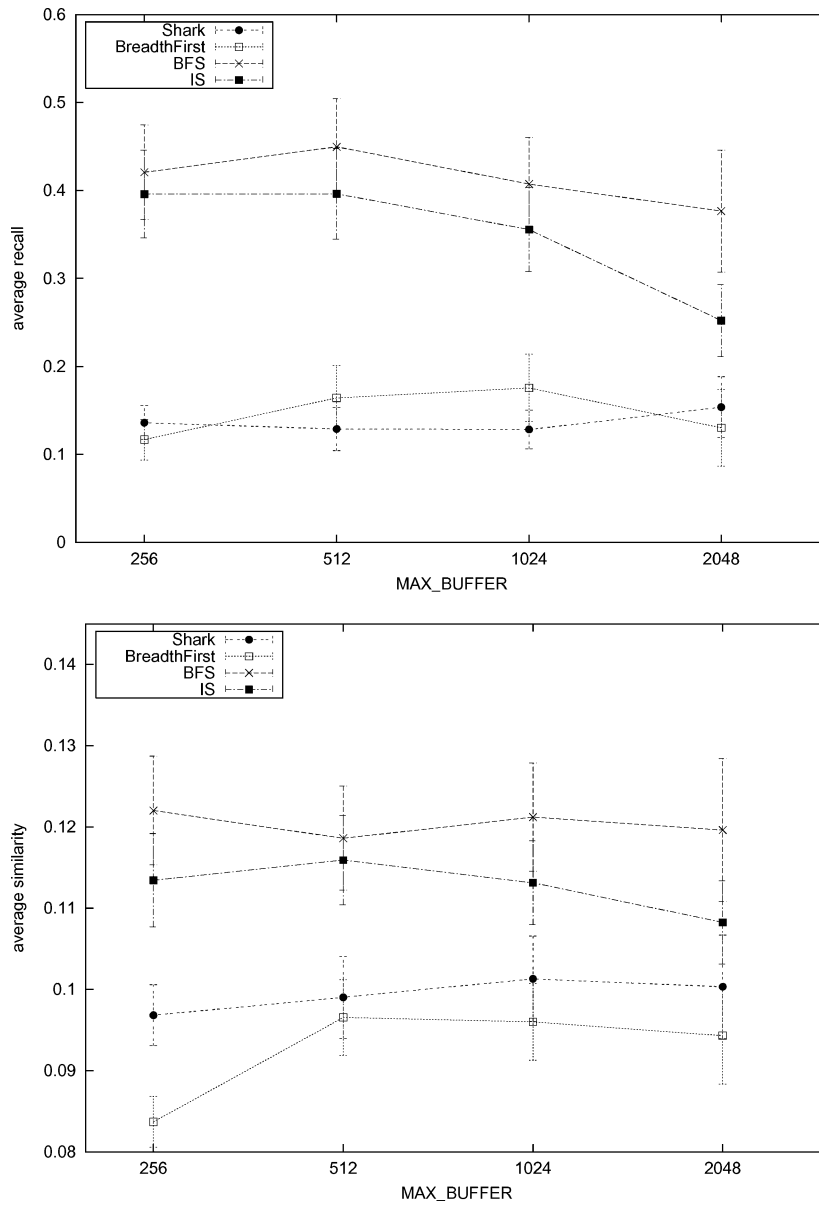 0.6
Shark
BreadthFirst
BFS
IS
0.5
0.4
average recall
0.3
0.2
0.1
0
256 512 1024 2048
MAX_BUFFER
Shark
BreadthFirst
BFS
IS
0.14
0.13
0.12
average similarity
0.11
0.1
0.09
0.08
256 512 1024 2048
MAX_BUFFER